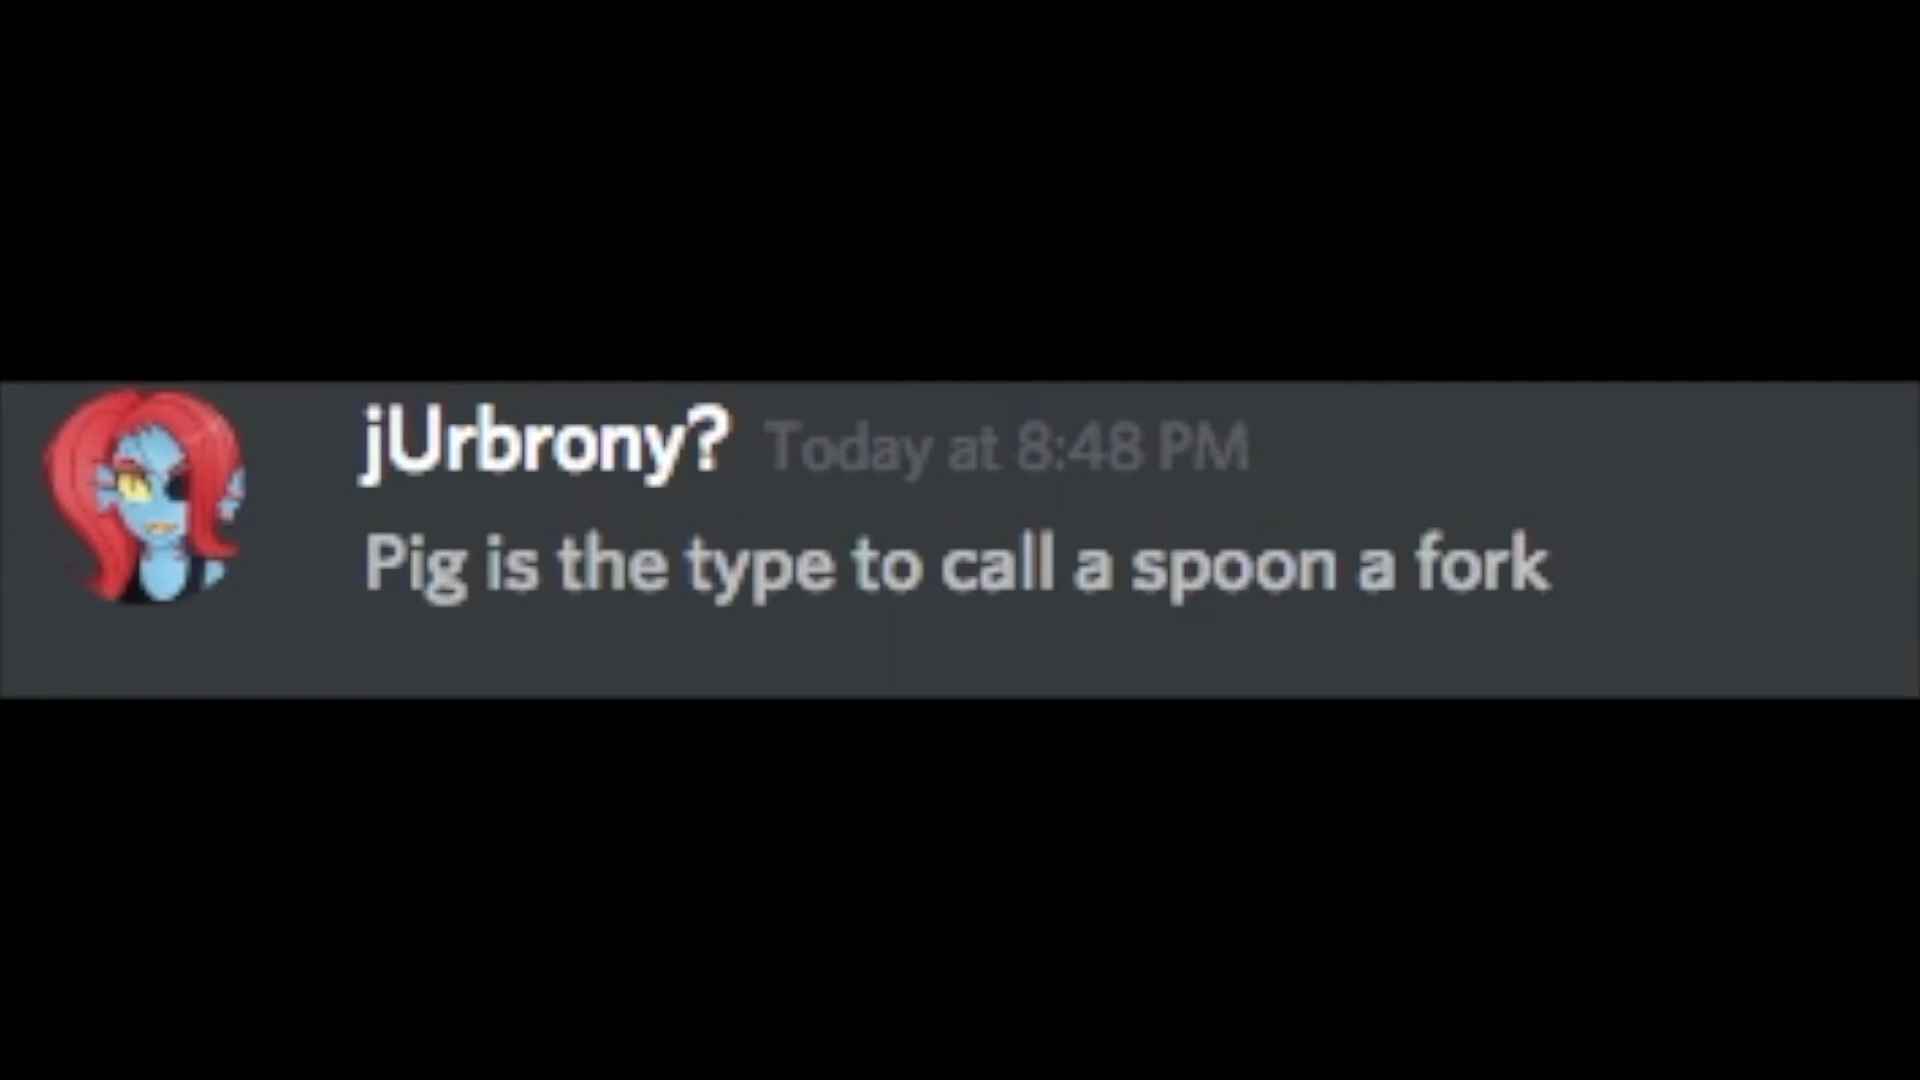 jUrbrony? Today at 8:48 PM
Pig is the type to call a spoon a fork